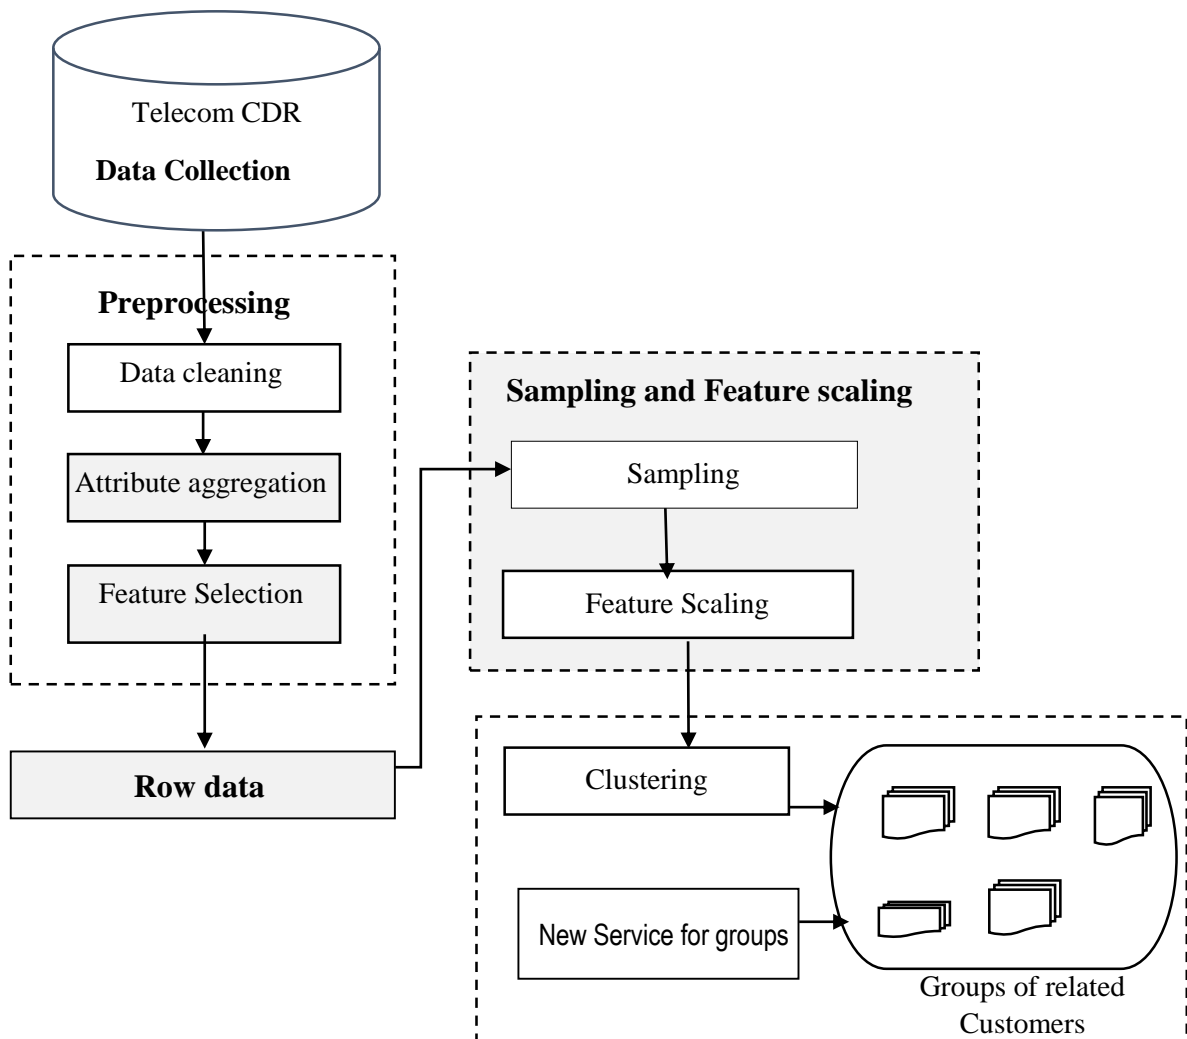 Telecom CDR
Data Collection
Preprocessing
Data cleaning
Attribute aggregation
Feature Selection
Row data
Sampling and Feature scaling
Sampling
Feature Scaling
Clustering
New Service for groups
Groups of related
Customers